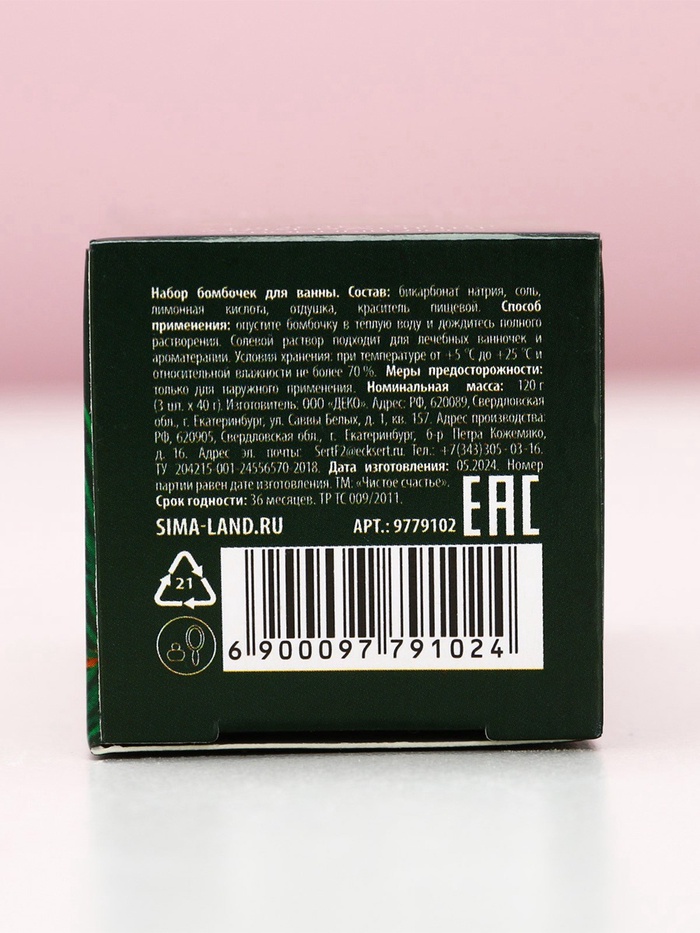 Набор бомбочек для ванны. Состав: бикарбонат натрия, соль,
лимонная кислота, отдушка, краситель пищевой. Способ
применения: опустите бомбочку в теплую воду и дождитесь полного
растворения. Солевой раствор подходит для лечебных ванночек и
ароматерапии. Условия хранения: при температуре от +5 °С до +25 °С и
относительной влажности не более 70 %. Меры предосторожности:
только для наружного применения. Номинальная масса: 120 г
(3 шт. х 40 г). Изготовитель: ООО «ДЕКО». Адрес: РФ, 620089, Свердловская
обл., г. Екатеринбург, ул. Саввы Белых, д. 1, кв. 157. Адрес производства:
РФ, 620905, Свердловская обл., г. Екатеринбург, б-р Петра Кожемяко,
д. 16. Адрес эл. почты: SertF2@ecksert.ru. Тел.: +7(343)305-03-16.
ТУ 204215-001-24556570-2018. Дата изготовления: 05.2024. Номер
партии равен дате изготовления. ТМ: «Чистое счастье».
Срок годности: 36 месяцев. ТР ТС 009/2011.
EAC
SIMA-LAND.RU АРТ.: 9779102
21
6 900097 791024